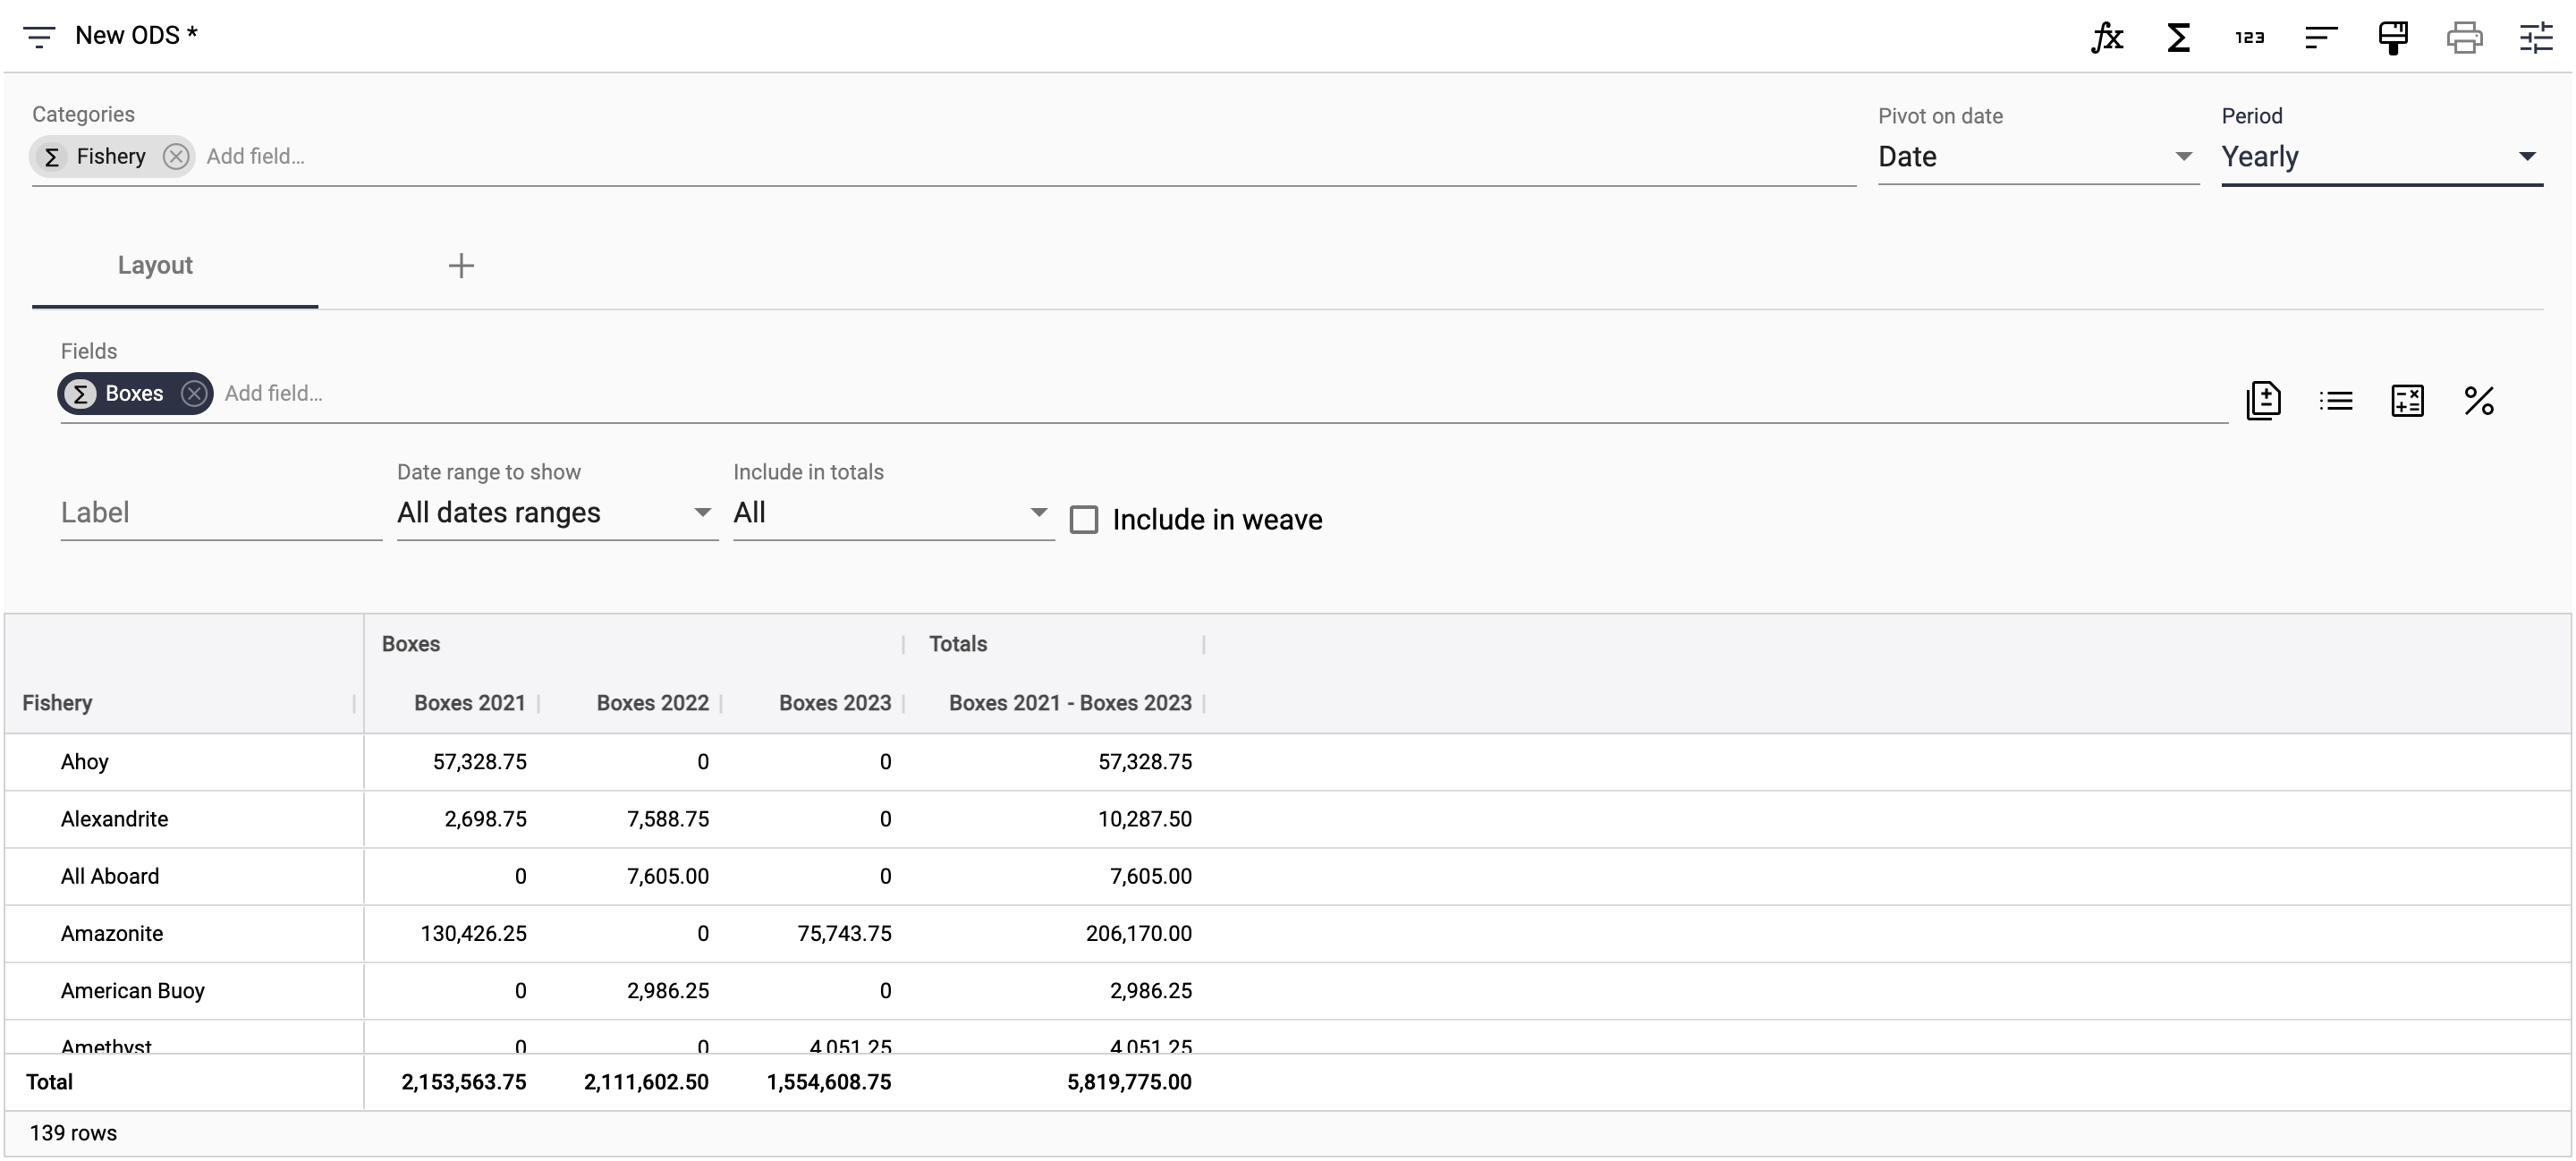 New ODS *
123
Categories
Pivot on date
Period
Σ Fishery Add field...
Date
Yearly
Layout
Fields
Σ Boxes Add field...
Date range to show
Include in totals
Label
All dates ranges
All
Include in weave
Boxes Totals
Fishery Boxes 2021 Boxes 2022 Boxes 2023 Boxes 2021 - Boxes 2023
Ahoy 57,328.75 0 0 57,328.75
Alexandrite 2,698.75 7,588.75 0 10,287.50
All Aboard 0 7,605.00 0 7,605.00
Amazonite 130,426.25 0 75,743.75 206,170.00
American Buoy 0 2,986.25 0 2,986.25
Amethyst 0 0 4,051.25 4,051.25
Total 2,153,563.75 2,111,602.50 1,554,608.75 5,819,775.00
139 rows